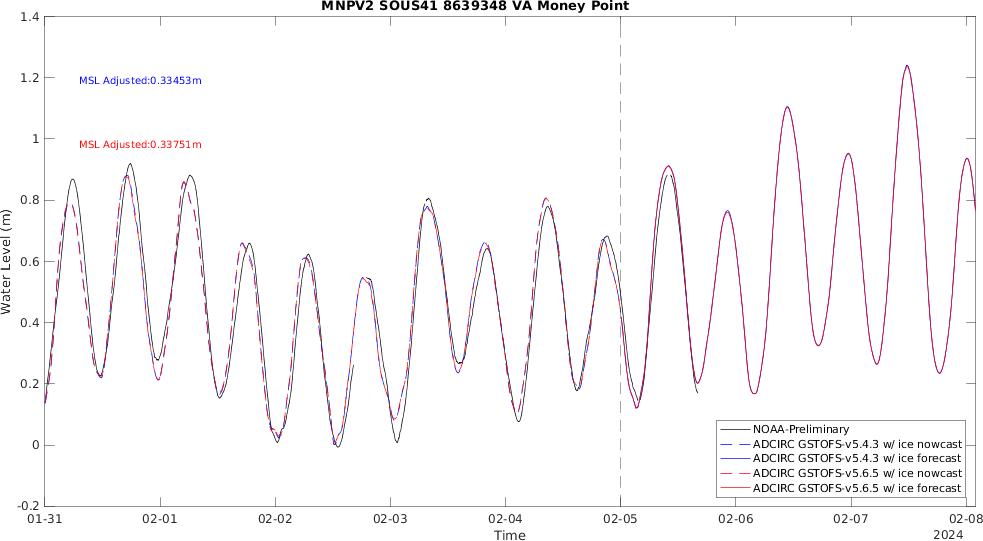 MNPV2 SOUS41 8639348 VA Money Point
1.4
1.2
1
0.8
0.6
0.4
0.2
0
-0.2
Water Level (m)
MSL Adjusted:0.33453m
MSL Adjusted:0.33751m
NOAA-Preliminary
ADCIRC GSTOFS-v5.4.3 w/ ice nowcast
ADCIRC GSTOFS-v5.4.3 w/ ice forecast
ADCIRC GSTOFS-v5.6.5 w/ ice nowcast
ADCIRC GSTOFS-v5.6.5 w/ ice forecast
01-31 02-01 02-02 02-03 02-04 02-05 02-06 02-07 02-08
Time
2024